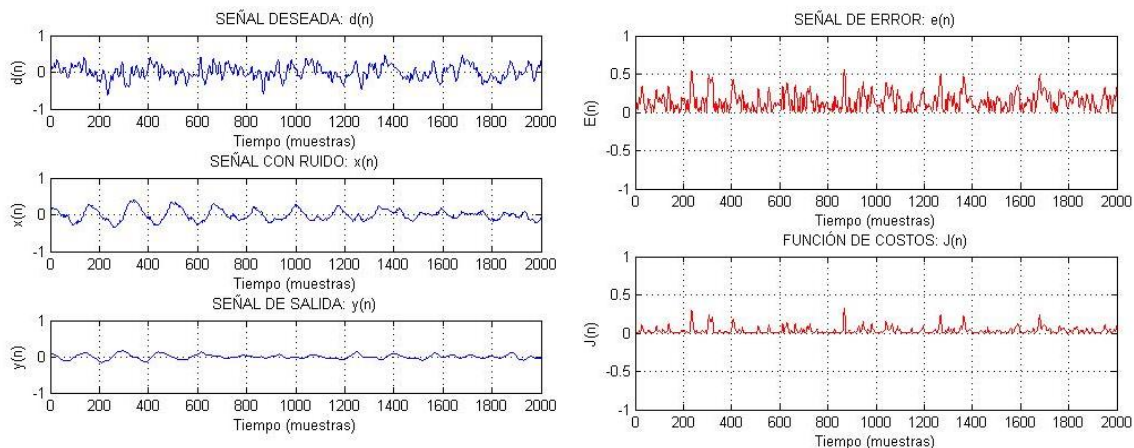 SEÑAL DESEADA: d(n)
1
0
-1
d(n)
0 200 400 600 800 1000 1200 1400 1600 1800 2000
Tiempo (muestras)
SEÑAL CON RUIDO: x(n)
1
0
-1
x(n)
0 200 400 600 800 1000 1200 1400 1600 1800 2000
Tiempo (muestras)
SEÑAL DE SALIDA: y(n)
1
0
-1
y(n)
0 200 400 600 800 1000 1200 1400 1600 1800 2000
Tiempo (muestras)
SEÑAL DE ERROR: e(n)
1
0.5
0
-0.5
-1
E(n)
0 200 400 600 800 1000 1200 1400 1600 1800 2000
Tiempo (muestras)
FUNCIÓN DE COSTOS: J(n)
1
0.5
0
-0.5
-1
J(n)
0 200 400 600 800 1000 1200 1400 1600 1800 2000
Tiempo (muestras)